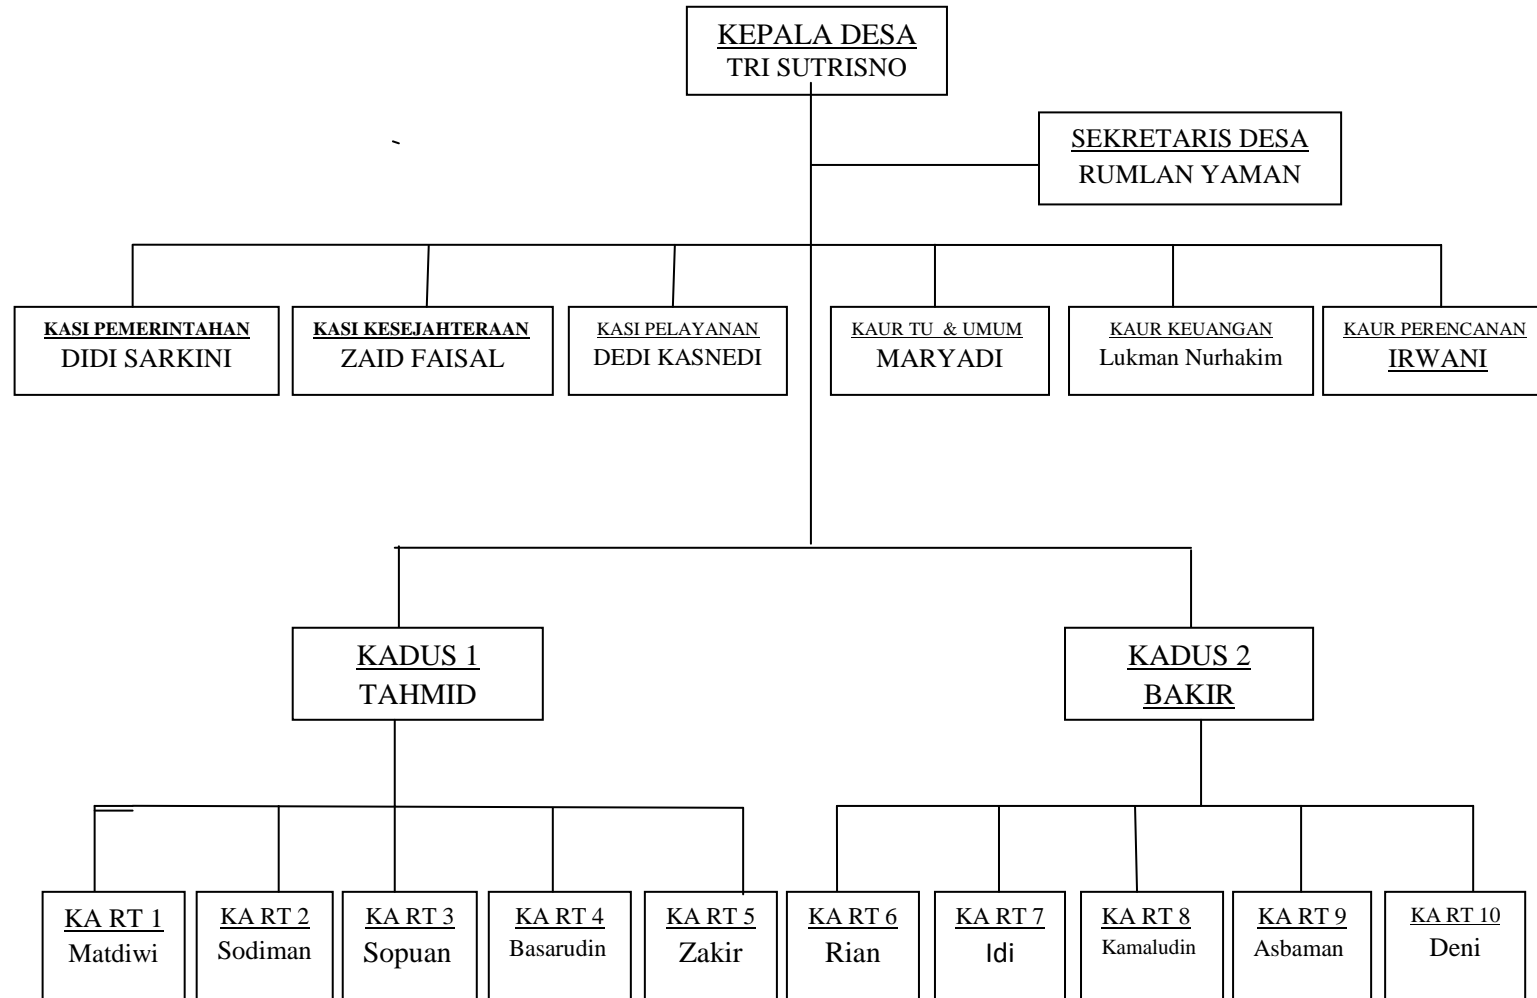 KEPALA DESA
TRI SUTRISNO
SEKRETARIS DESA
RUMLAN YAMAN
KASI PEMERINTAHAN
DIDI SARKINI
KASI KESEJAHTERAAN
ZAID FAISAL
KASI PELAYANAN
DEDI KASNEDI
KAUR TU & UMUM
MARYADI
KAUR KEUANGAN
Lukman Nurhakim
KAUR PERENCANAN
IRWANI
KADUS 1
TAHMID
KADUS 2
BAKIR
KA RT 1
Matdiwi
KA RT 2
Sodiman
KA RT 3
Sopuan
KA RT 4
Basarudin
KA RT 5
Zakir
KA RT 6
Rian
KA RT 7
Idi
KA RT 8
Kamaludin
KA RT 9
Asbaman
KA RT 10
Deni